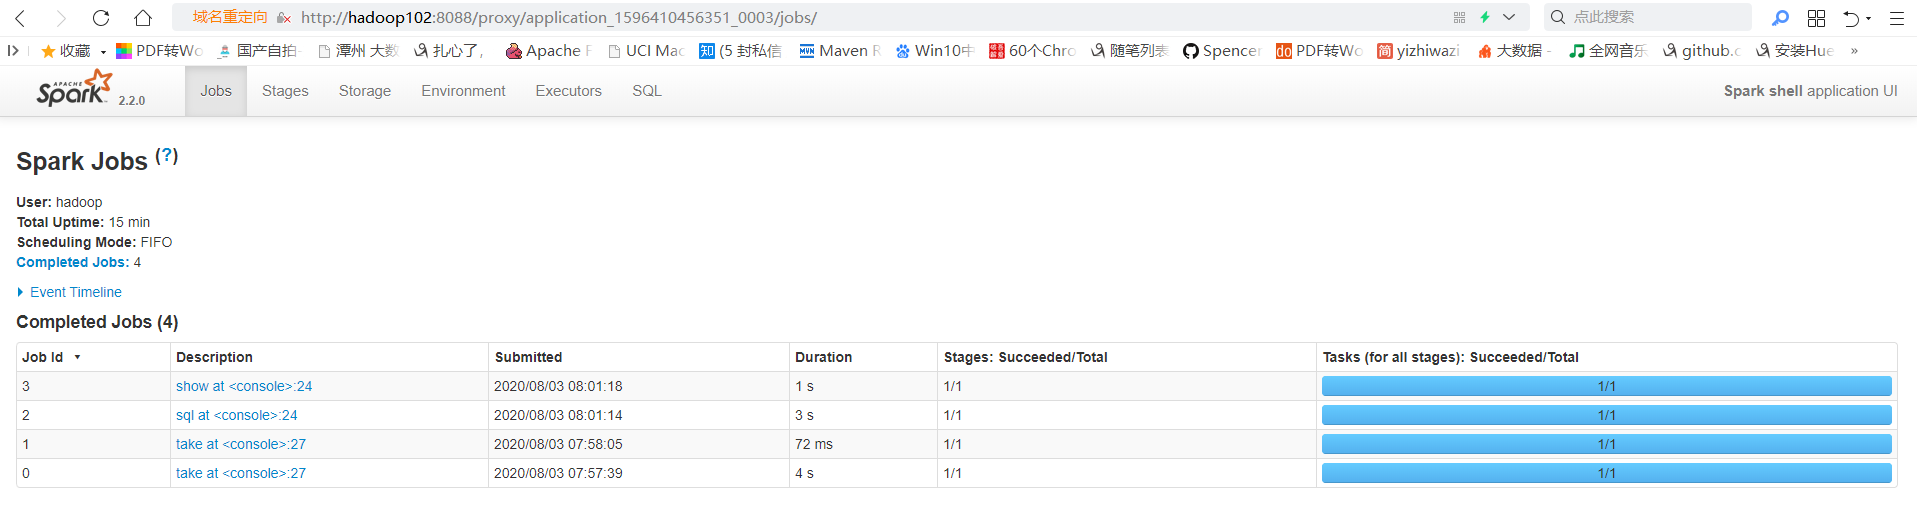 域名重定向 http://hadoop102:8088/proxy/application_1596410456351_0003/jobs/ 点此搜索
收藏 PDF转Wo 国产自拍- 潭州 大数 扎心了, Apache F UCI Mac (5 封私信 Maven R Win10中 60个Chro 随笔列表 Spencer PDF转Wo yizhiwazi 大数据 - 全网音乐 github.c 安装Hue »
APACHE Spark 2.2.0 Jobs Stages Storage Environment Executors SQL Spark shell application UI
Spark Jobs (?)
User: hadoop
Total Uptime: 15 min
Scheduling Mode: FIFO
Completed Jobs: 4
Event Timeline
Completed Jobs (4)
Job Id Description Submitted Duration Stages: Succeeded/Total Tasks (for all stages): Succeeded/Total
3 show at <console>:24 2020/08/03 08:01:18 1 s 1/1 1/1
2 sql at <console>:24 2020/08/03 08:01:14 3 s 1/1 1/1
1 take at <console>:27 2020/08/03 07:58:05 72 ms 1/1 1/1
0 take at <console>:27 2020/08/03 07:57:39 4 s 1/1 1/1